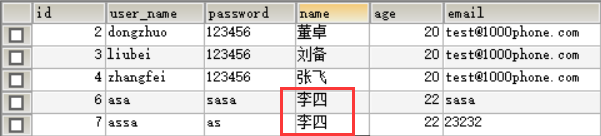 id user_name password name age email
2 dongzhuo 123456 董卓 20 test@1000phone.com
3 liubei 123456 刘备 20 test@1000phone.com
4 zhangfei 123456 张飞 20 test@1000phone.com
6 asa sasa 李四 22 sasa
7 assa as 李四 22 23232